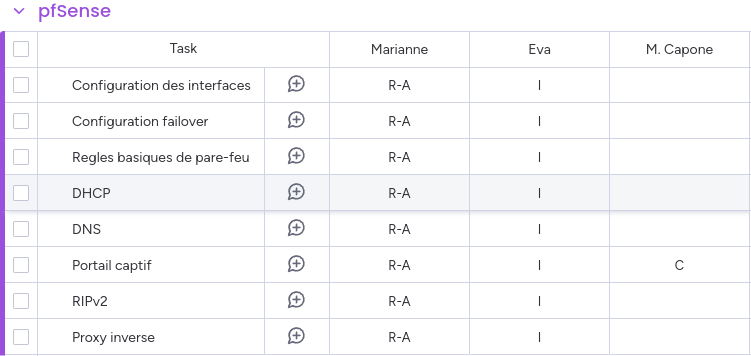 pfSense
Task Marianne Eva M. Capone
Configuration des interfaces R-A I
Configuration failover R-A I
Regles basiques de pare-feu R-A I
DHCP R-A I
DNS R-A I
Portail captif R-A I C
RIPv2 R-A I
Proxy inverse R-A I